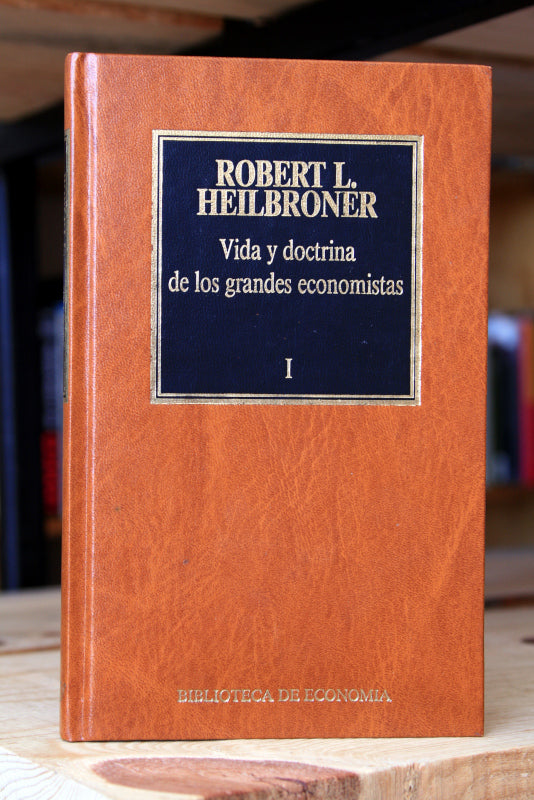 ROBERT L.
HEILBRONER
Vida y doctrina
de los grandes economistas
I
BIBLIOTECA DE ECONOMIA